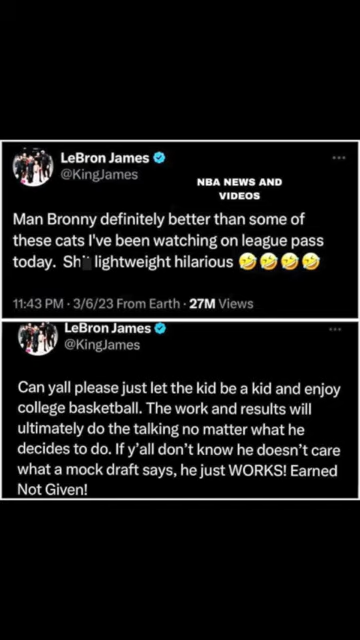 LeBron James
@KingJames
NBA NEWS AND
VIDEOS
Man Bronny definitely better than some of
these cats I've been watching on league pass
today. Sh lightweight hilarious 🤣🤣🤣🤣
11:43 PM · 3/6/23 From Earth · 27M Views
LeBron James
@KingJames
Can yall please just let the kid be a kid and enjoy
college basketball. The work and results will
ultimately do the talking no matter what he
decides to do. If y'all don't know he doesn't care
what a mock draft says, he just WORKS! Earned
Not Given!